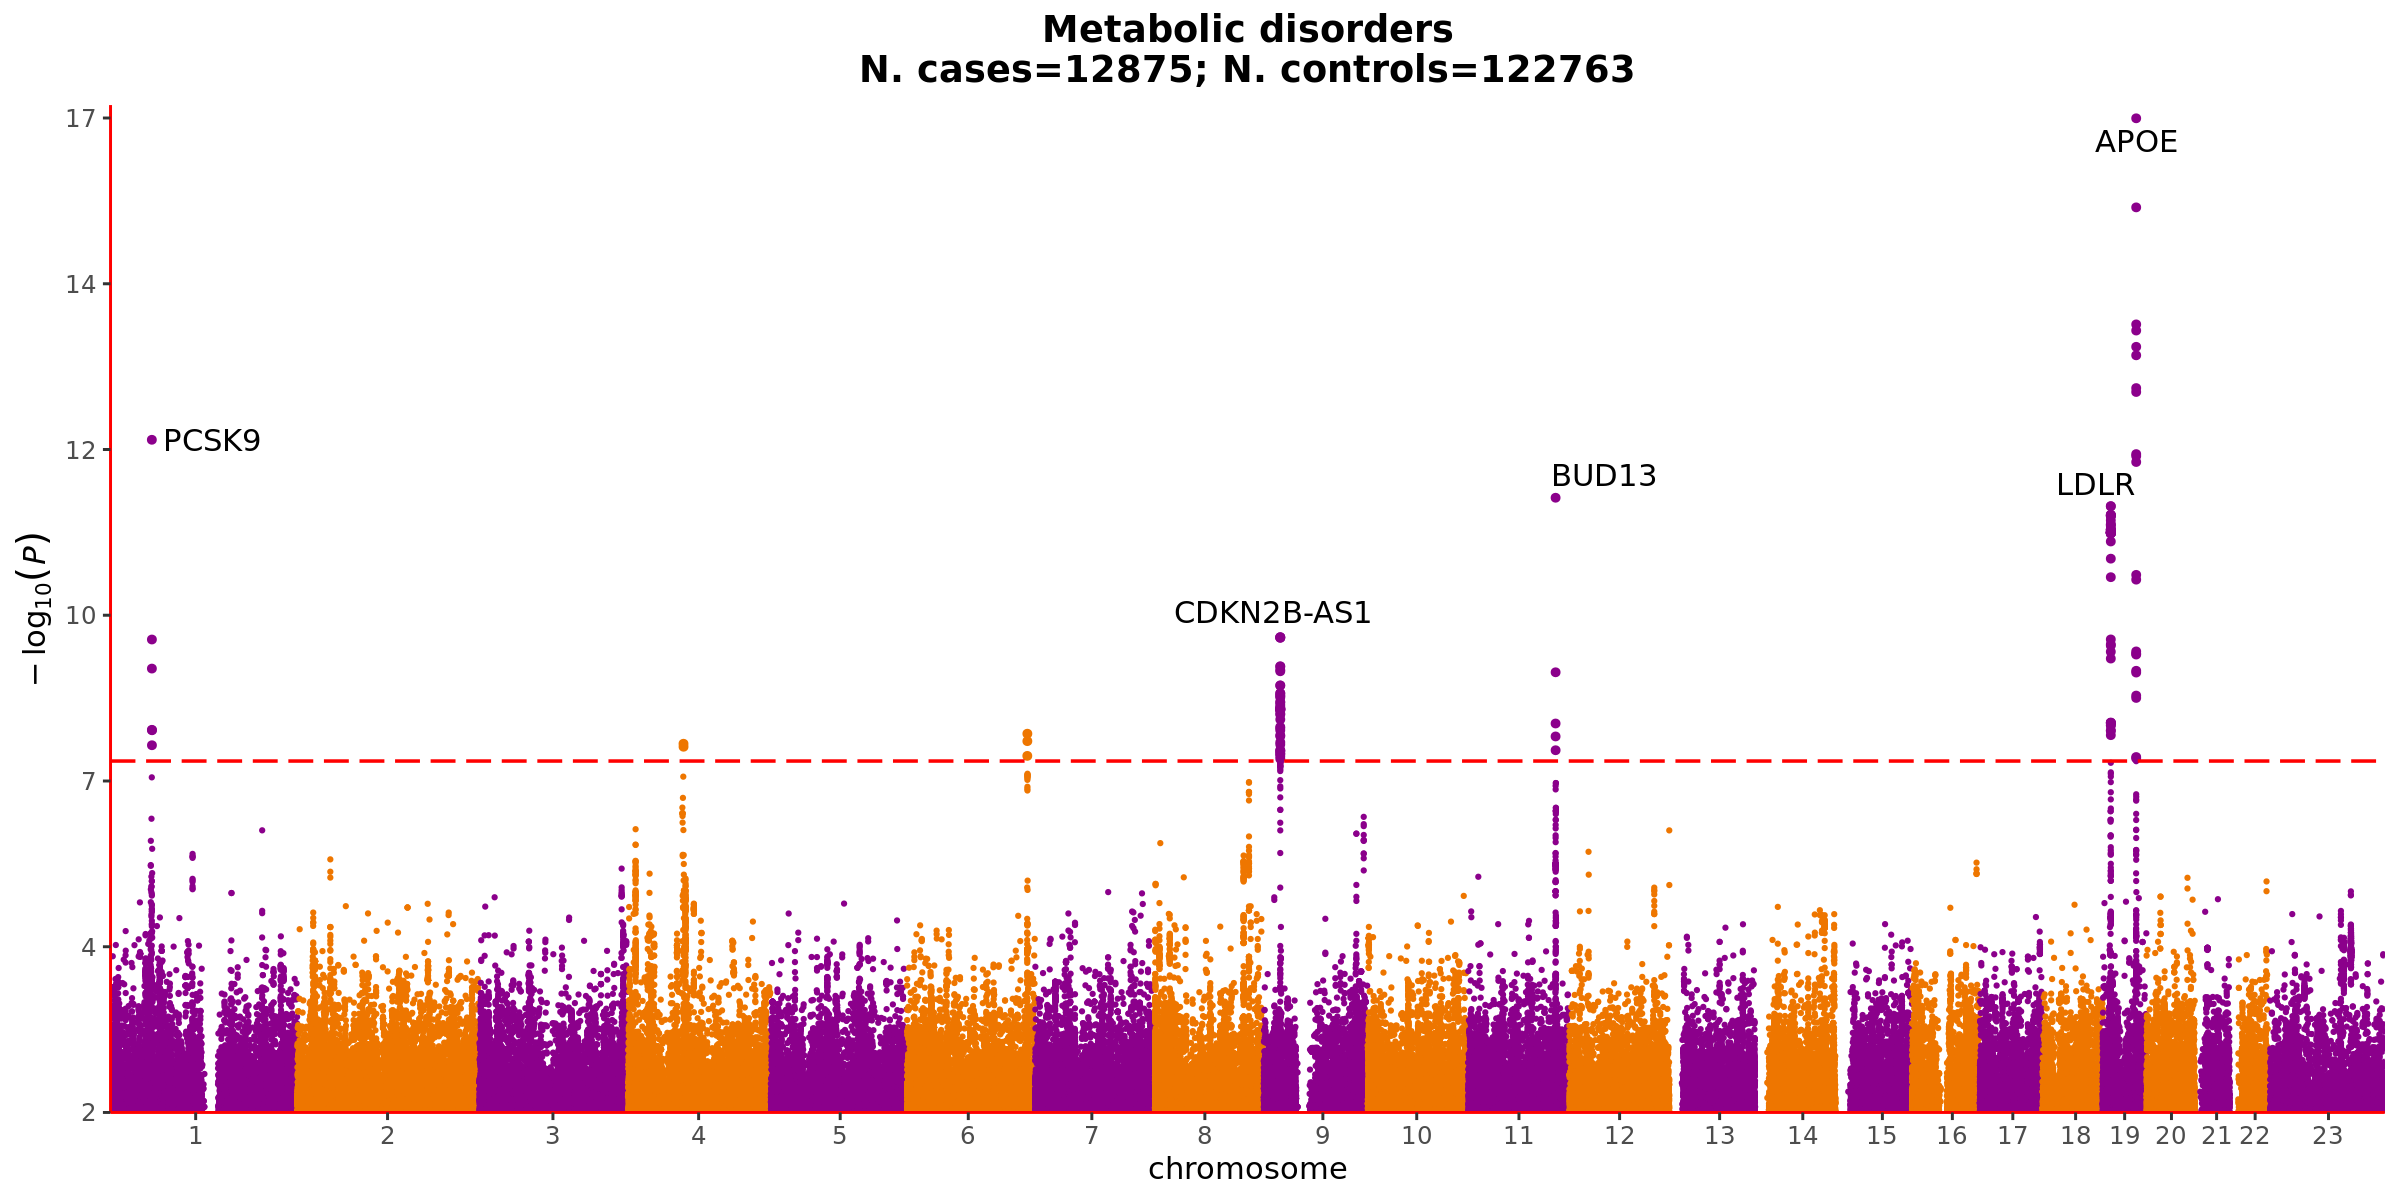 Metabolic disorders
N. cases=12875; N. controls=122763
17
APOE
14
12
PCSK9
BUD13
LDLR
10
CDKN2B-AS1
− log10(P)
7
4
2
1 2 3 4 5 6 7 8 9 10 11 12 13 14 15 16 17 18 19 20 21 22 23
chromosome